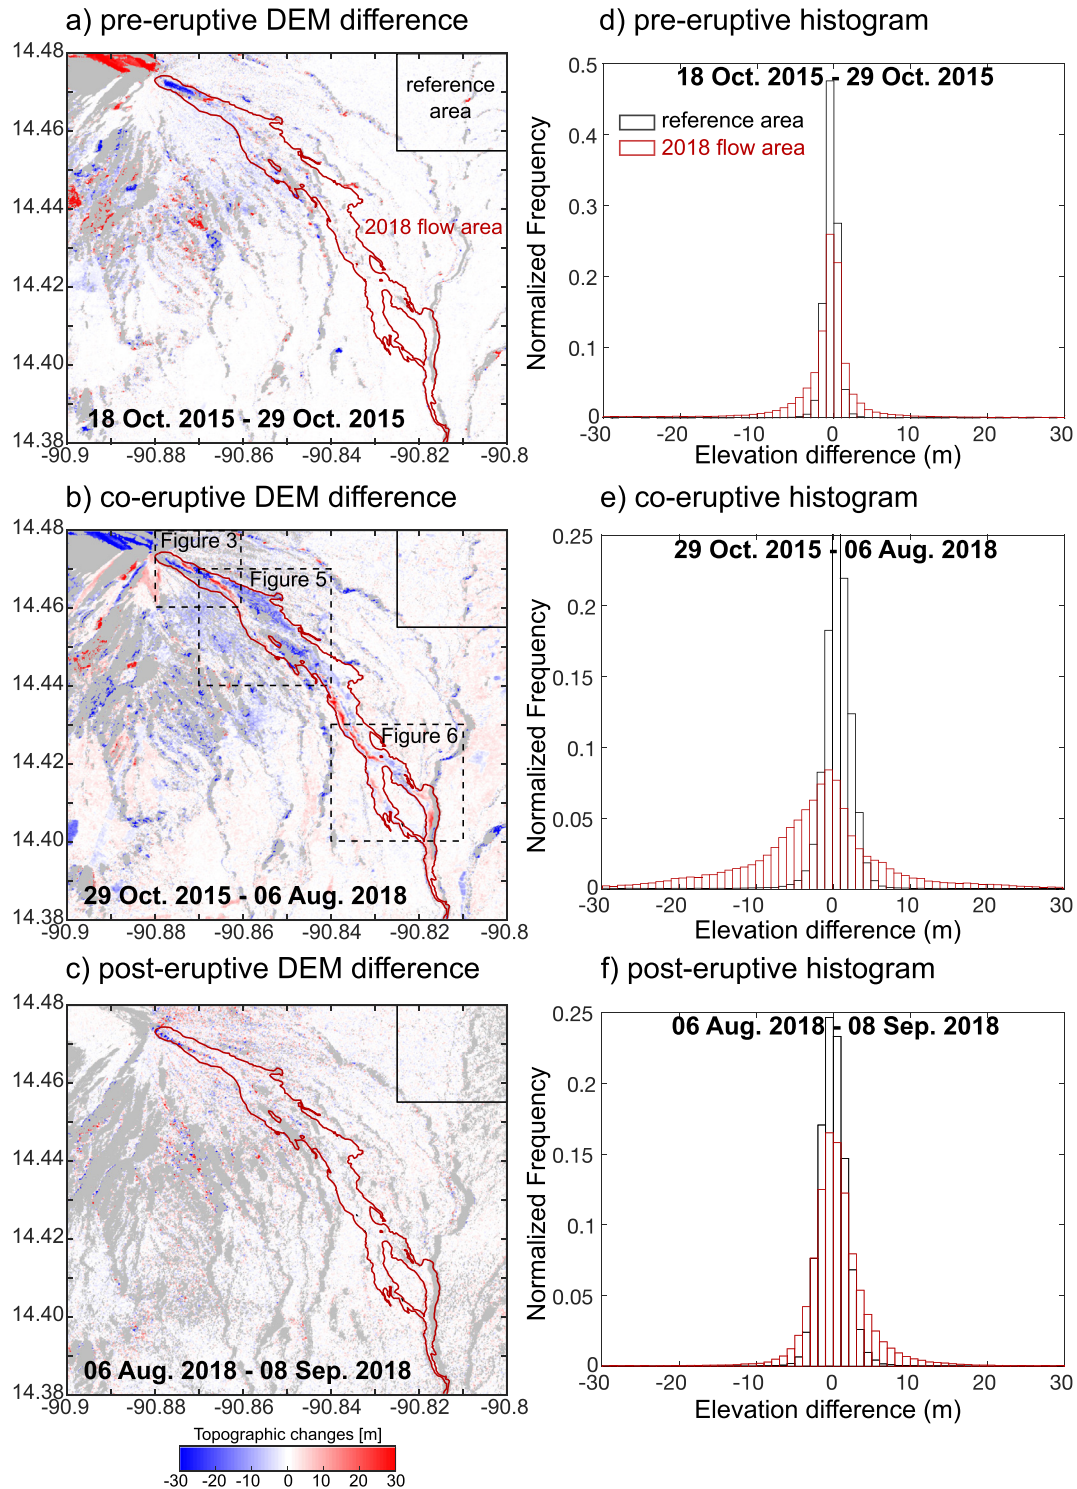 a) pre-eruptive DEM difference
14.48
14.46
14.44
14.42
14.40
14.38
reference
area
2018 flow area
18 Oct. 2015 - 29 Oct. 2015
-90.9 -90.88 -90.86 -90.84 -90.82 -90.8
d) pre-eruptive histogram
18 Oct. 2015 - 29 Oct. 2015
reference area
2018 flow area
Normalized Frequency
0.5
0.4
0.3
0.2
0.1
0
-30 -20 -10 0 10 20 30
Elevation difference (m)
b) co-eruptive DEM difference
14.48
14.46
14.44
14.42
14.40
14.38
Figure 3
Figure 5
Figure 6
29 Oct. 2015 - 06 Aug. 2018
-90.9 -90.88 -90.86 -90.84 -90.82 -90.8
e) co-eruptive histogram
29 Oct. 2015 - 06 Aug. 2018
Normalized Frequency
0.25
0.2
0.15
0.1
0.05
0
-30 -20 -10 0 10 20 30
Elevation difference (m)
c) post-eruptive DEM difference
14.48
14.46
14.44
14.42
14.40
14.38
06 Aug. 2018 - 08 Sep. 2018
-90.9 -90.88 -90.86 -90.84 -90.82 -90.8
f) post-eruptive histogram
06 Aug. 2018 - 08 Sep. 2018
Normalized Frequency
0.25
0.2
0.15
0.1
0.05
0
-30 -20 -10 0 10 20 30
Elevation difference (m)
Topographic changes [m]
-30 -20 -10 0 10 20 30